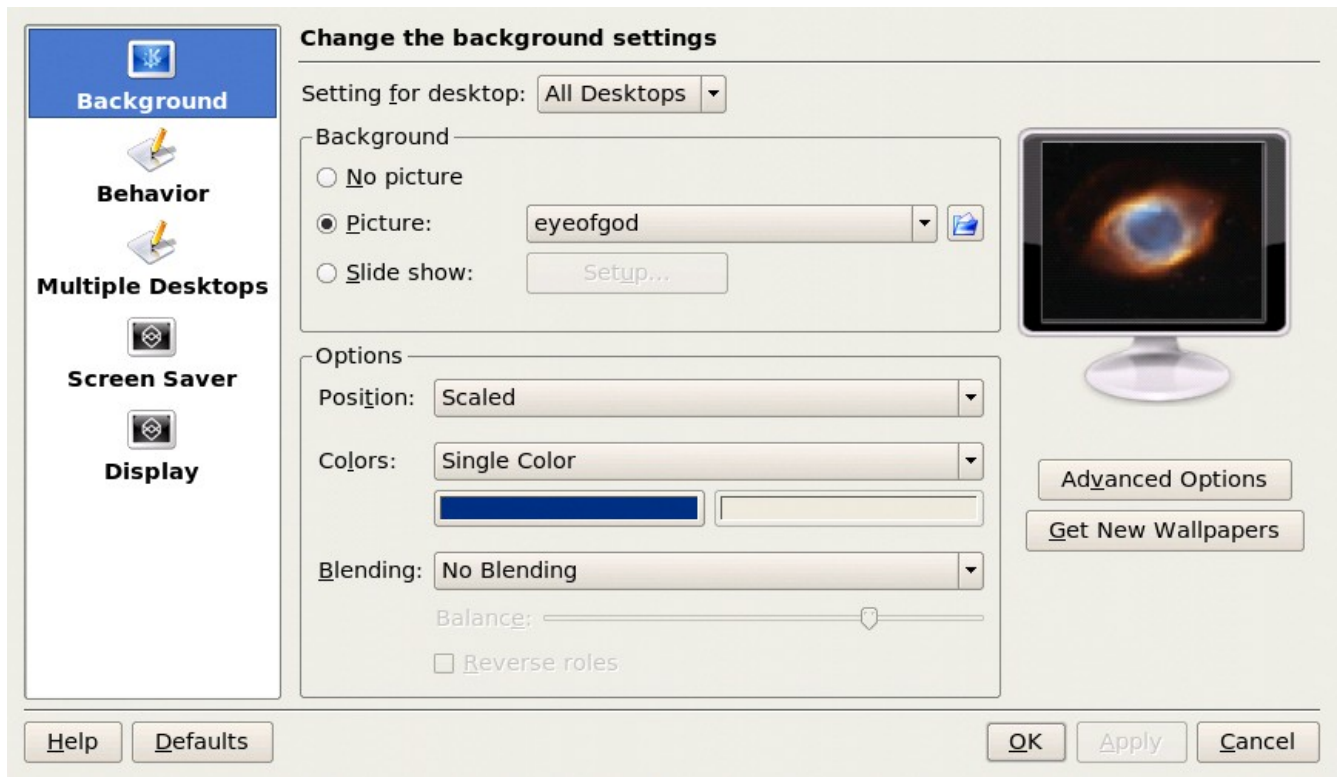 Background
Behavior
Multiple Desktops
Screen Saver
Display
Change the background settings
Setting for desktop: All Desktops
Background
No picture
Picture: eyeofgod
Slide show: Setup...
Options
Position: Scaled
Colors: Single Color
Blending: No Blending
Balance:
Reverse roles
Advanced Options
Get New Wallpapers
Help Defaults OK Apply Cancel